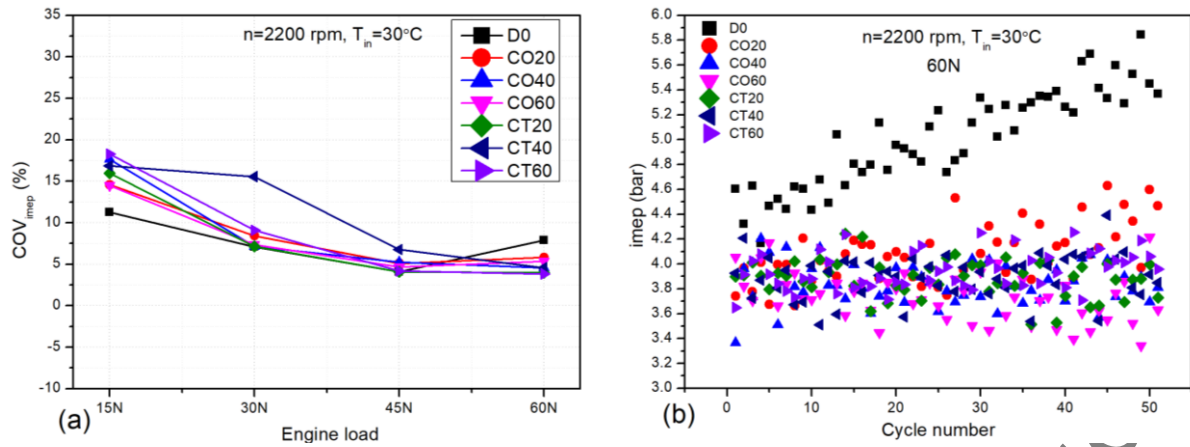 n=2200 rpm, Tin=30°C
D0
CO20
CO40
CO60
CT20
CT40
CT60
COVimep (%)
35
30
25
20
15
10
5
0
-5
-10
15N
30N
45N
60N
(a)
Engine load
n=2200 rpm, Tin=30°C
60N
D0
CO20
CO40
CO60
CT20
CT40
CT60
imep (bar)
6.0
5.8
5.6
5.4
5.2
5.0
4.8
4.6
4.4
4.2
4.0
3.8
3.6
3.4
3.2
3.0
0
10
20
30
40
50
(b)
Cycle number